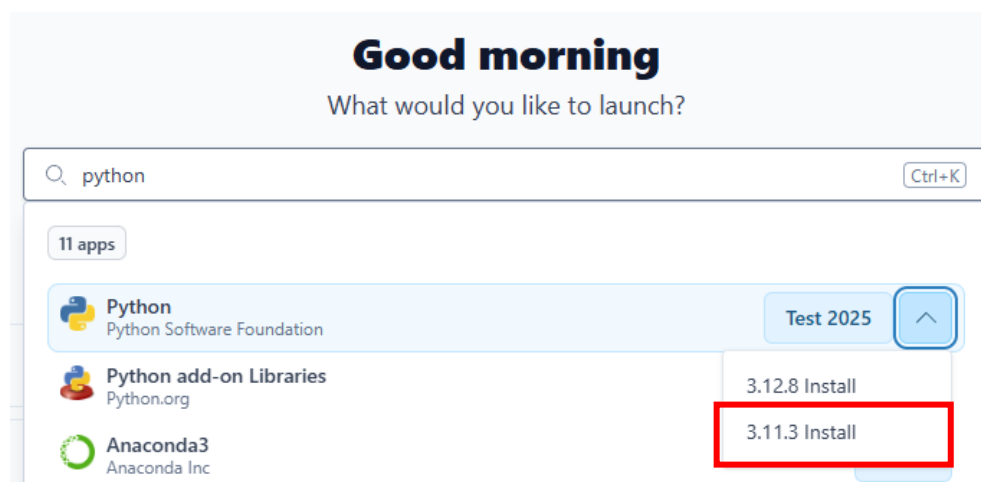 Good morning
What would you like to launch?
python
Ctrl+K
11 apps
Python
Python Software Foundation
Test 2025
Python add-on Libraries
Python.org
3.12.8 Install
3.11.3 Install
Anaconda3
Anaconda Inc